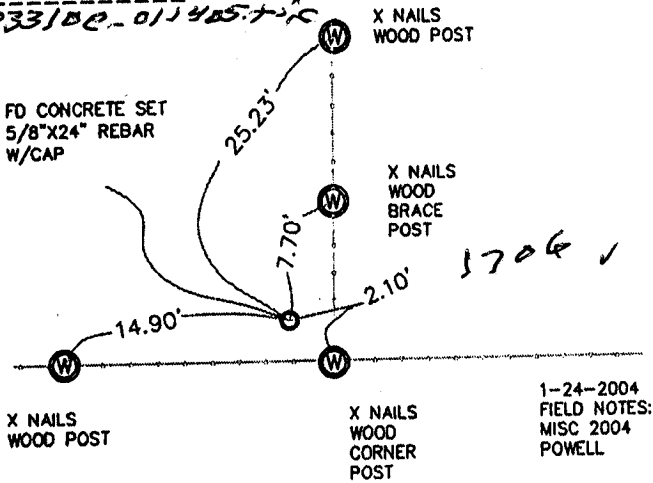 X NAILS
WOOD POST
FD CONCRETE SET
5/8"X24" REBAR
W/CAP
25.23'
X NAILS
WOOD
BRACE
POST
7.70'
2.10'
14.90'
W
W
W
W
X NAILS
WOOD POST
X NAILS
WOOD
CORNER
POST
1-24-2004
FIELD NOTES:
MISC 2004
POWELL